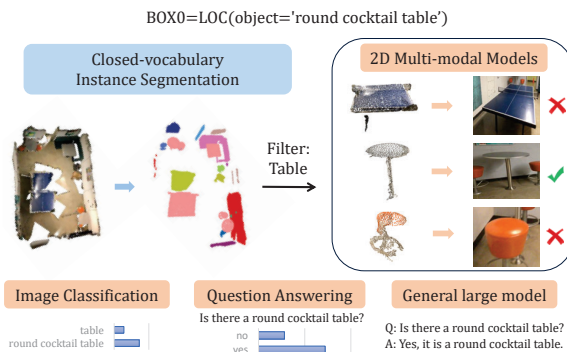 BOX0=LOC(object='round cocktail table')
Closed-vocabulary
Instance Segmentation
2D Multi-modal Models
Filter:
Table
Image Classification
table
round cocktail table
Question Answering
Is there a round cocktail table?
no
yes
General large model
Q: Is there a round cocktail table?
A: Yes, it is a round cocktail table.